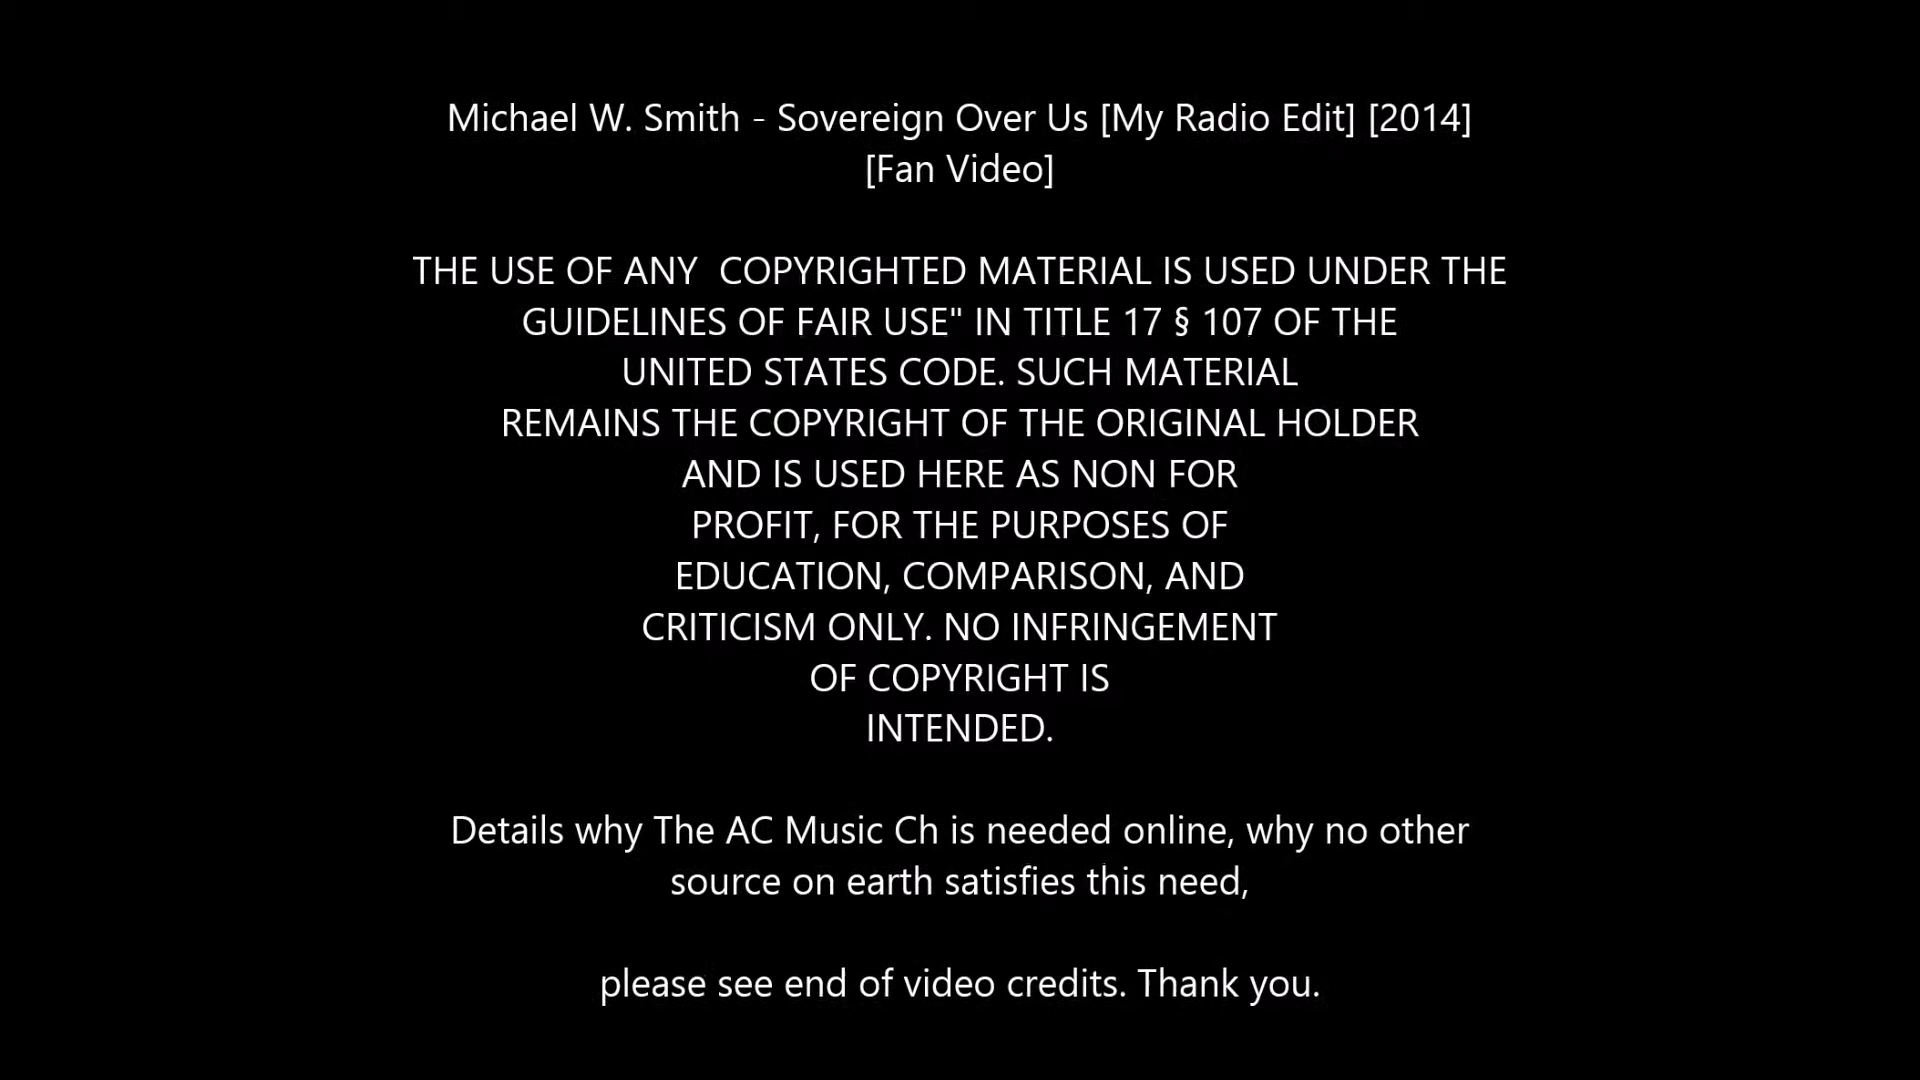 Michael W. Smith - Sovereign Over Us [My Radio Edit] [2014]
[Fan Video]
THE USE OF ANY  COPYRIGHTED MATERIAL IS USED UNDER THE
GUIDELINES OF FAIR USE" IN TITLE 17 § 107 OF THE
UNITED STATES CODE. SUCH MATERIAL
REMAINS THE COPYRIGHT OF THE ORIGINAL HOLDER
AND IS USED HERE AS NON FOR
PROFIT, FOR THE PURPOSES OF
EDUCATION, COMPARISON, AND
CRITICISM ONLY. NO INFRINGEMENT
OF COPYRIGHT IS
INTENDED.
Details why The AC Music Ch is needed online, why no other
source on earth satisfies this need,
please see end of video credits. Thank you.